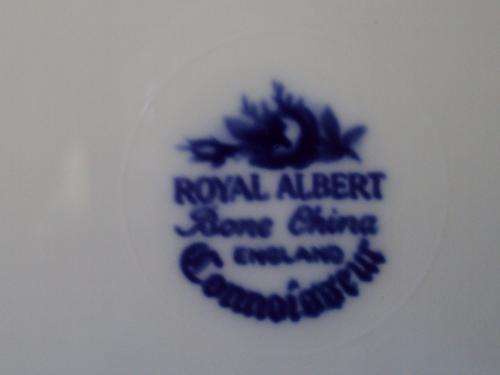 ROYAL ALBERT
Bone China
ENGLAND
Connoisseur